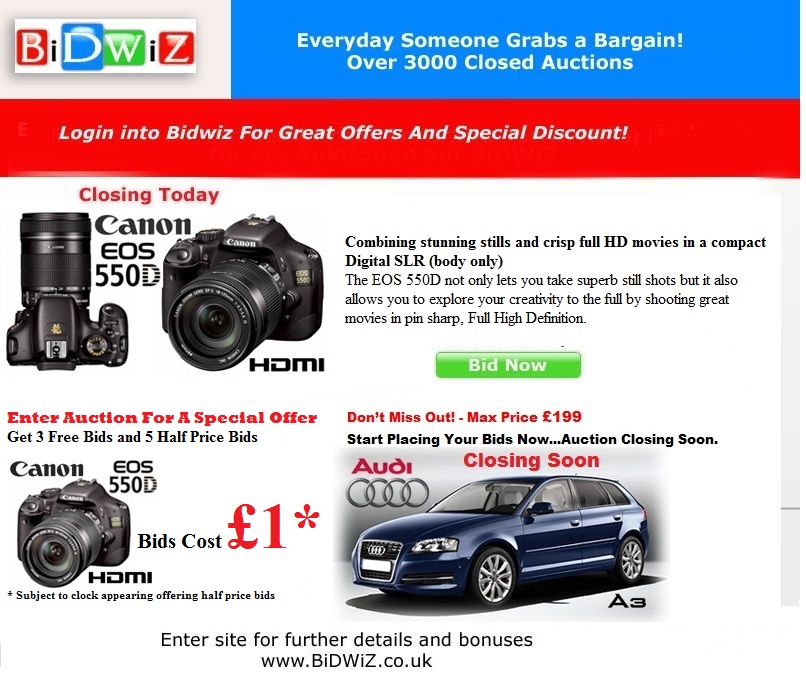 BiDWiZ
Everyday Someone Grabs a Bargain!
Over 3000 Closed Auctions
Login into Bidwiz For Great Offers And Special Discount!
Closing Today
Canon
EOS
550D
Canon
EOS
550D
HDMI
Combining stunning stills and crisp full HD movies in a compact
Digital SLR (body only)
The EOS 550D not only lets you take superb still shots but it also
allows you to explore your creativity to the full by shooting great
movies in pin sharp, Full High Definition.
Bid Now
Enter Auction For A Special Offer
Get 3 Free Bids and 5 Half Price Bids
Canon
EOS
550D
Canon
HDMI
Bids Cost £1*
* Subject to clock appearing offering half price bids
Don't Miss Out! - Max Price £199
Start Placing Your Bids Now...Auction Closing Soon.
Closing Soon
Audi
A3
Enter site for further details and bonuses
www.BiDWiZ.co.uk